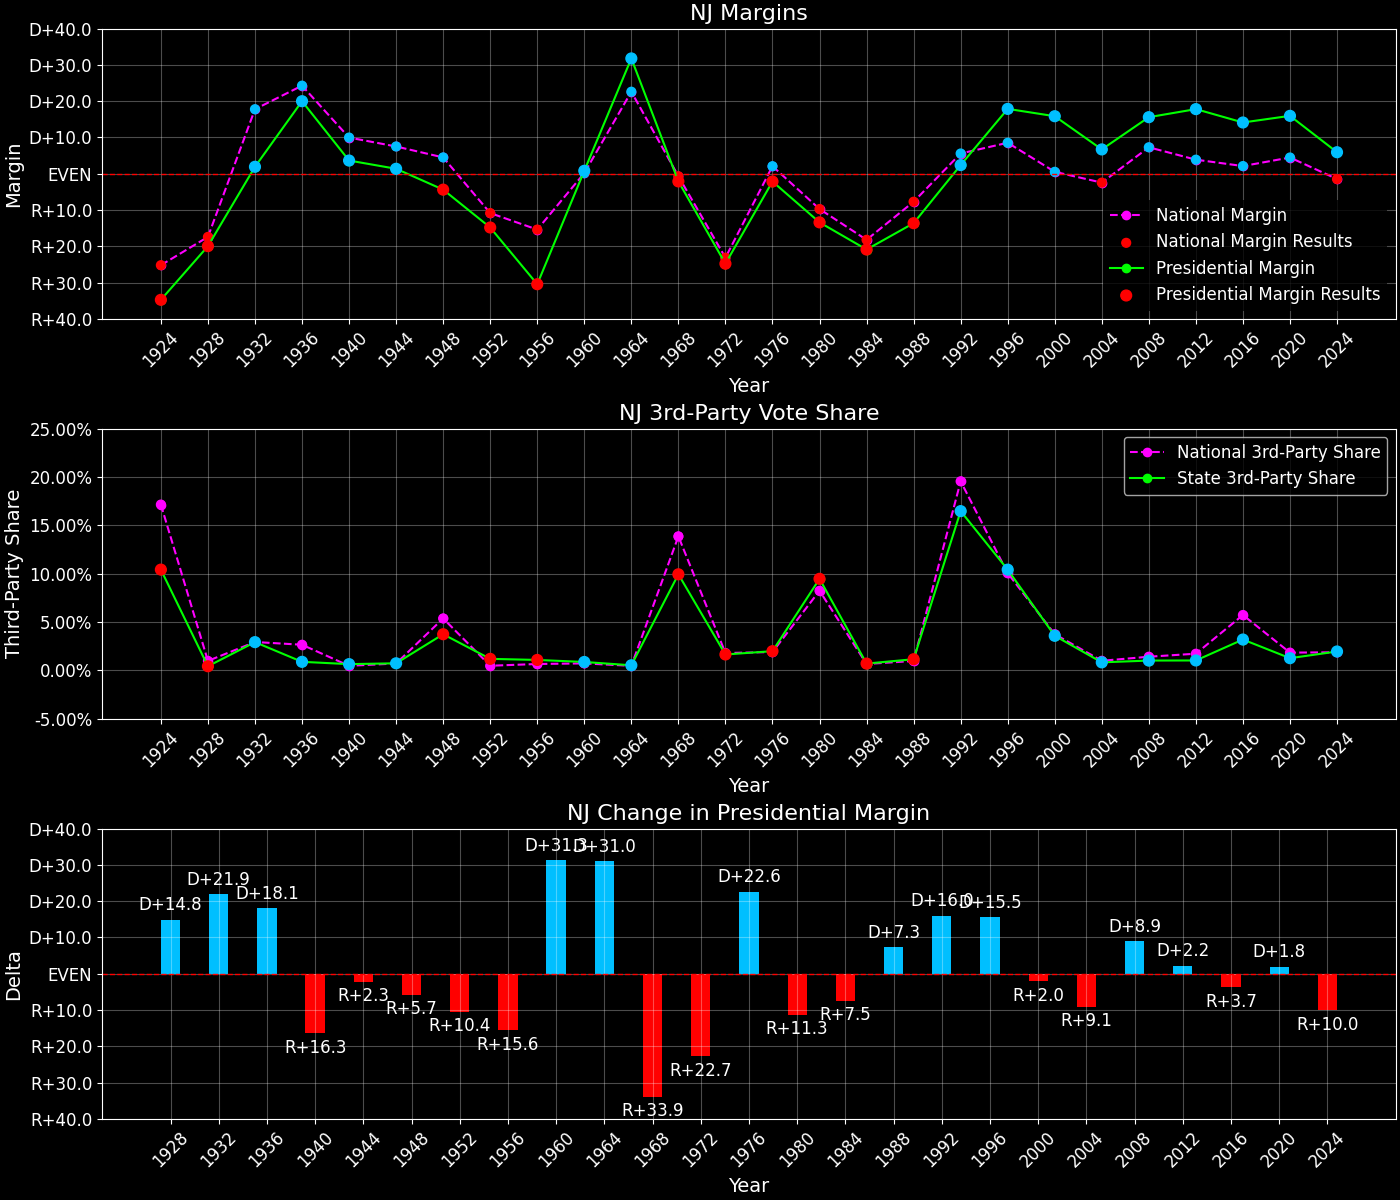 NJ Margins
D+40.0
D+30.0
D+20.0
D+10.0
EVEN
R+10.0
R+20.0
R+30.0
R+40.0
Margin
National Margin
National Margin Results
Presidential Margin
Presidential Margin Results
1924 1928 1932 1936 1940 1944 1948 1952 1956 1960 1964 1968 1972 1976 1980 1984 1988 1992 1996 2000 2004 2008 2012 2016 2020 2024
Year
NJ 3rd-Party Vote Share
25.00%
20.00%
15.00%
10.00%
5.00%
0.00%
-5.00%
Third-Party Share
National 3rd-Party Share
State 3rd-Party Share
1924 1928 1932 1936 1940 1944 1948 1952 1956 1960 1964 1968 1972 1976 1980 1984 1988 1992 1996 2000 2004 2008 2012 2016 2020 2024
Year
NJ Change in Presidential Margin
D+40.0
D+30.0
D+20.0
D+10.0
EVEN
R+10.0
R+20.0
R+30.0
R+40.0
Delta
D+14.8
D+21.9
D+18.1
R+16.3
R+2.3
R+5.7
R+10.4
R+15.6
D+31.3
D+31.0
R+33.9
R+22.7
D+22.6
R+11.3
R+7.5
D+7.3
D+16.0
D+15.5
R+2.0
R+9.1
D+8.9
D+2.2
R+3.7
D+1.8
R+10.0
1928 1932 1936 1940 1944 1948 1952 1956 1960 1964 1968 1972 1976 1980 1984 1988 1992 1996 2000 2004 2008 2012 2016 2020 2024
Year